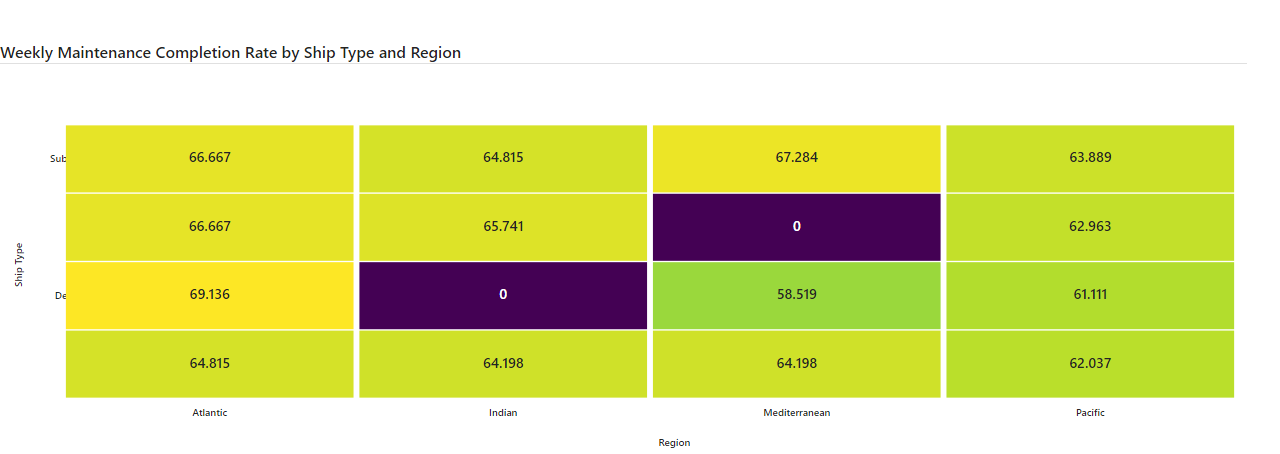 Weekly Maintenance Completion Rate by Ship Type and Region
Sub 66.667 64.815 67.284 63.889
66.667 65.741 0 62.963
Ship Type
De 69.136 0 58.519 61.111
64.815 64.198 64.198 62.037
Atlantic Indian Mediterranean Pacific
Region